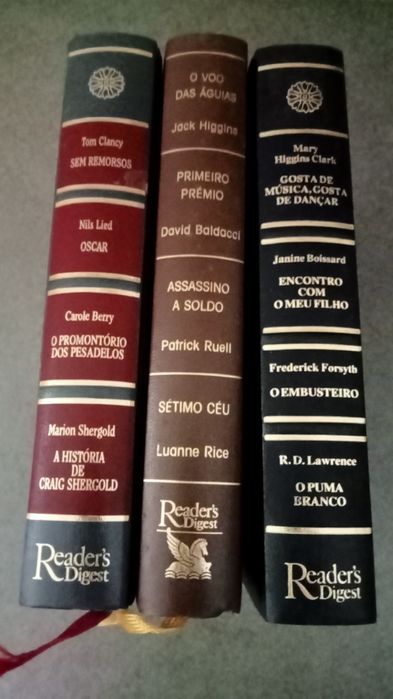 Tom Clancy
SEM REMORSOS
Nils Lied
OSCAR
Carole Berry
O PROMONTÓRIO
DOS PESADELOS
Marion Shergold
A HISTÓRIA
DE
CRAIG SHERGOLD
Reader's
Digest
O VOO
DAS ÁGUIAS
Jack Higgins
PRIMEIRO
PRÉMIO
David Baldacci
ASSASSINO
A SOLDO
Patrick Ruell
SÉTIMO CÉU
Luanne Rice
Reader's
Digest
Mary
Higgins Clark
GOSTA DE
MÚSICA, GOSTA
DE DANÇAR
Janine Boissard
ENCONTRO
COM
O MEU FILHO
Frederick Forsyth
O EMBUSTEIRO
R. D. Lawrence
O PUMA
BRANCO
Reader's
Digest